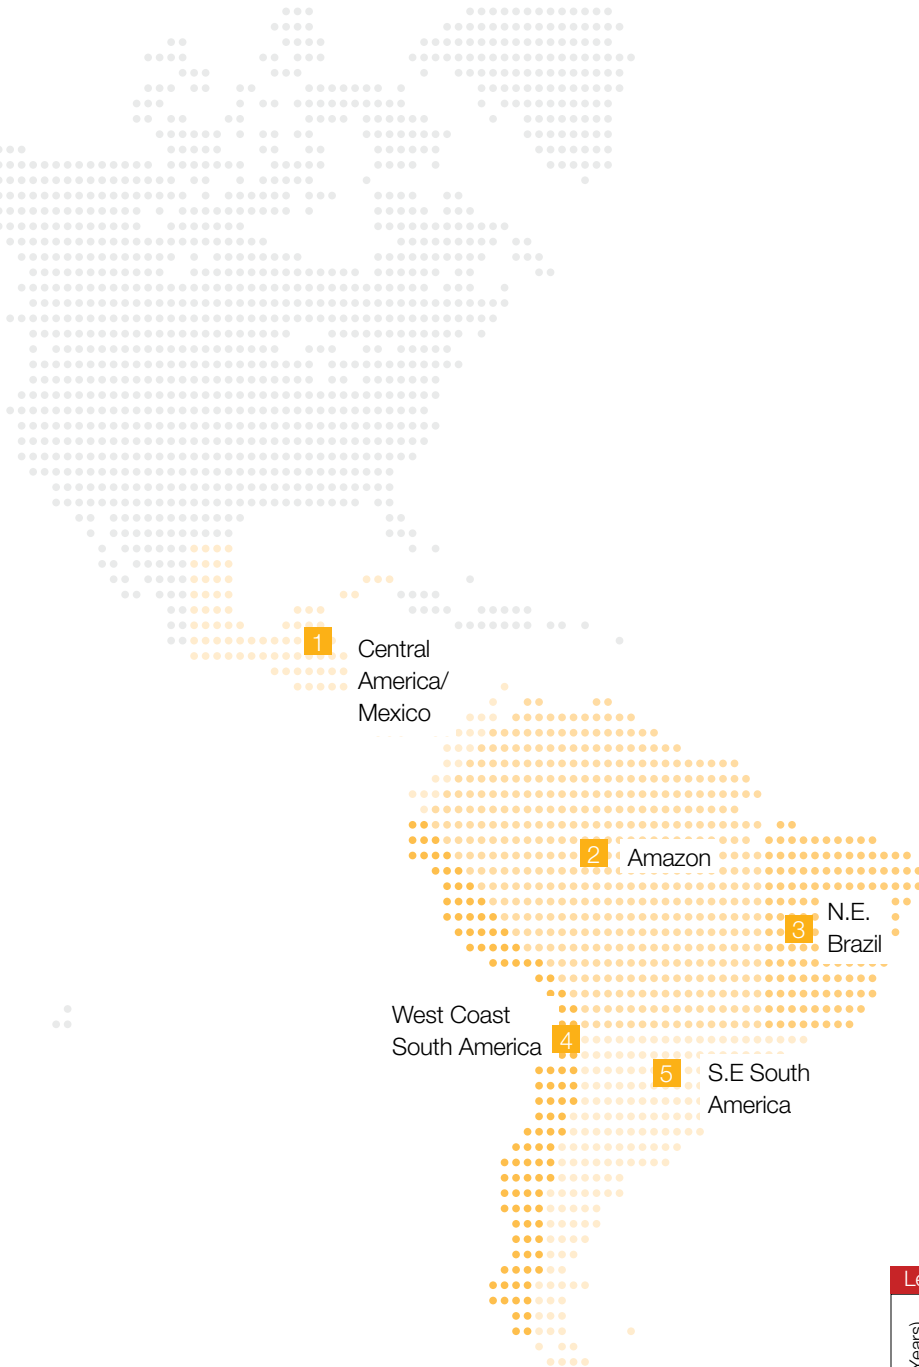 1
Central
America/
Mexico
2
Amazon
3
N.E.
Brazil
West Coast
South America
4
5
S.E South
America